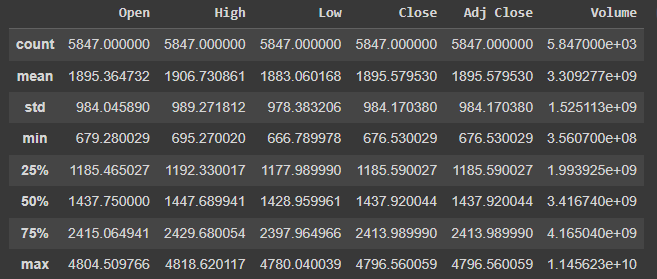 Open High Low Close Adj Close Volume
count 5847.000000 5847.000000 5847.000000 5847.000000 5847.000000 5.847000e+03
mean 1895.364732 1906.730861 1883.060168 1895.579530 1895.579530 3.309277e+09
std 984.045890 989.271812 978.383206 984.170380 984.170380 1.525113e+09
min 679.280029 695.270020 666.789978 676.530029 676.530029 3.560700e+08
25% 1185.465027 1192.330017 1177.989990 1185.590027 1185.590027 1.993925e+09
50% 1437.750000 1447.689941 1428.959961 1437.920044 1437.920044 3.416740e+09
75% 2415.064941 2429.680054 2397.964966 2413.989990 2413.989990 4.165040e+09
max 4804.509766 4818.620117 4780.040039 4796.560059 4796.560059 1.145623e+10